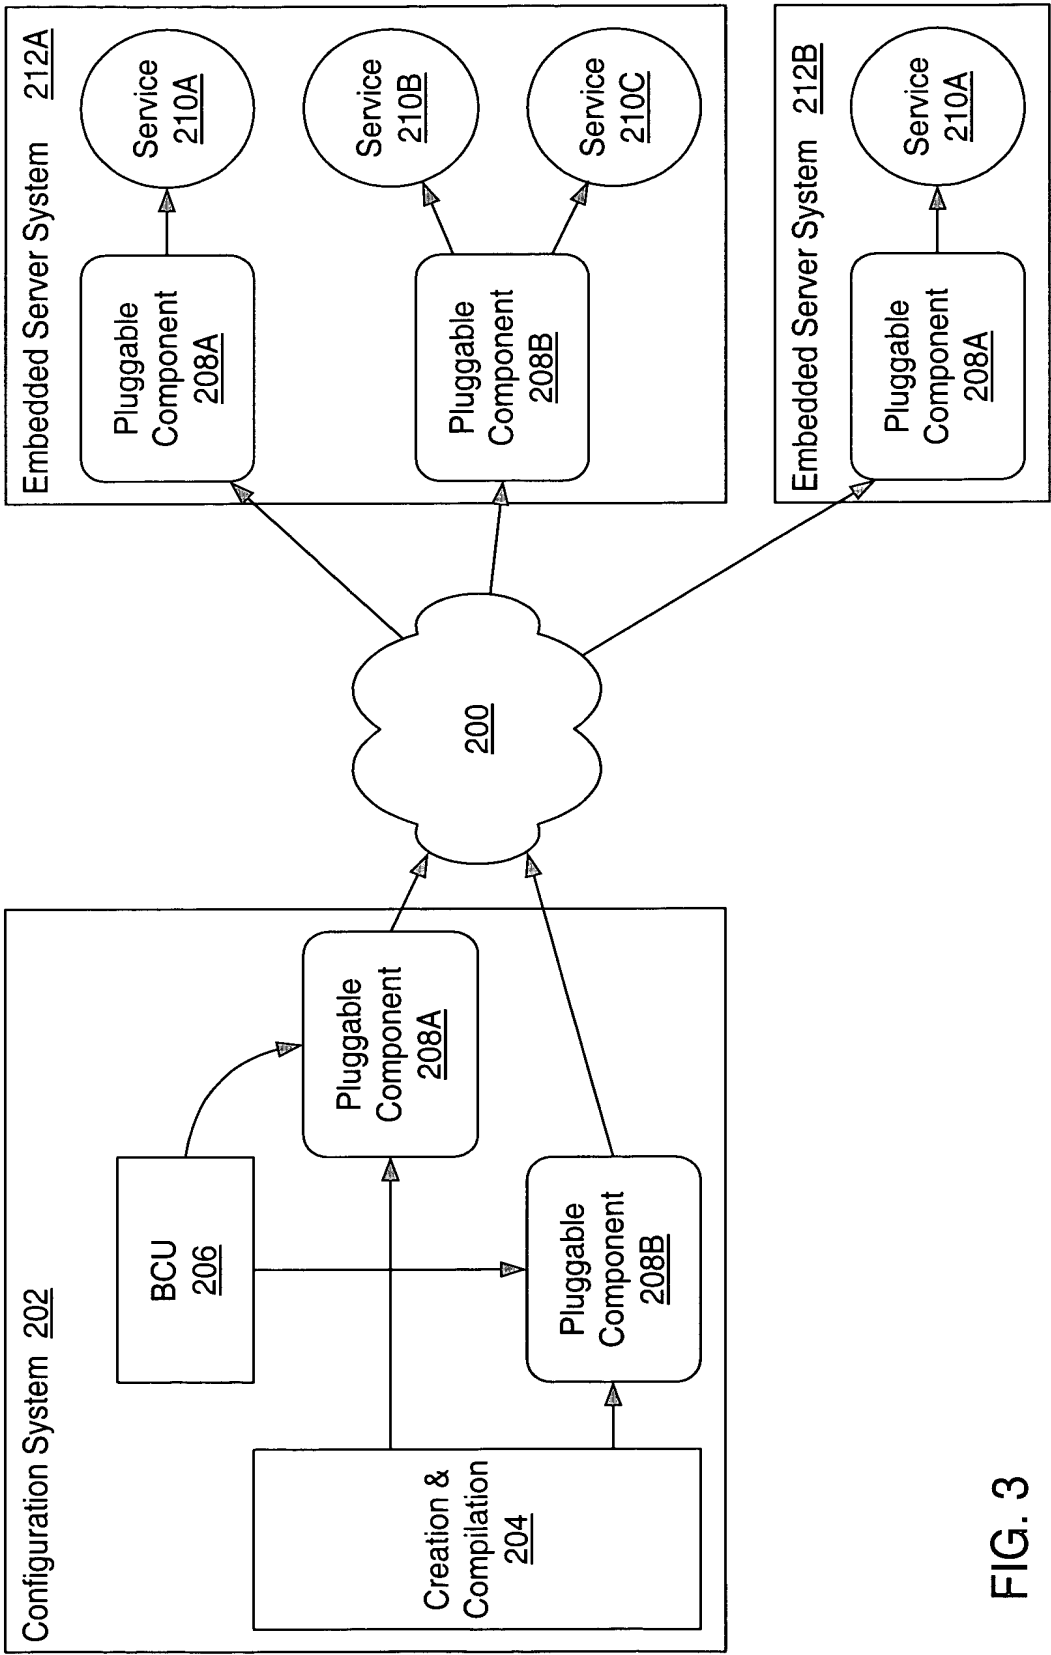 Configuration System 202
BCU
206
Creation &
Compilation
204
Pluggable
Component
208A
Pluggable
Component
208B
200
Embedded Server System 212A
Pluggable
Component
208A
Service
210A
Pluggable
Component
208B
Service
210B
Service
210C
Embedded Server System 212B
Pluggable
Component
208A
Service
210A
FIG. 3